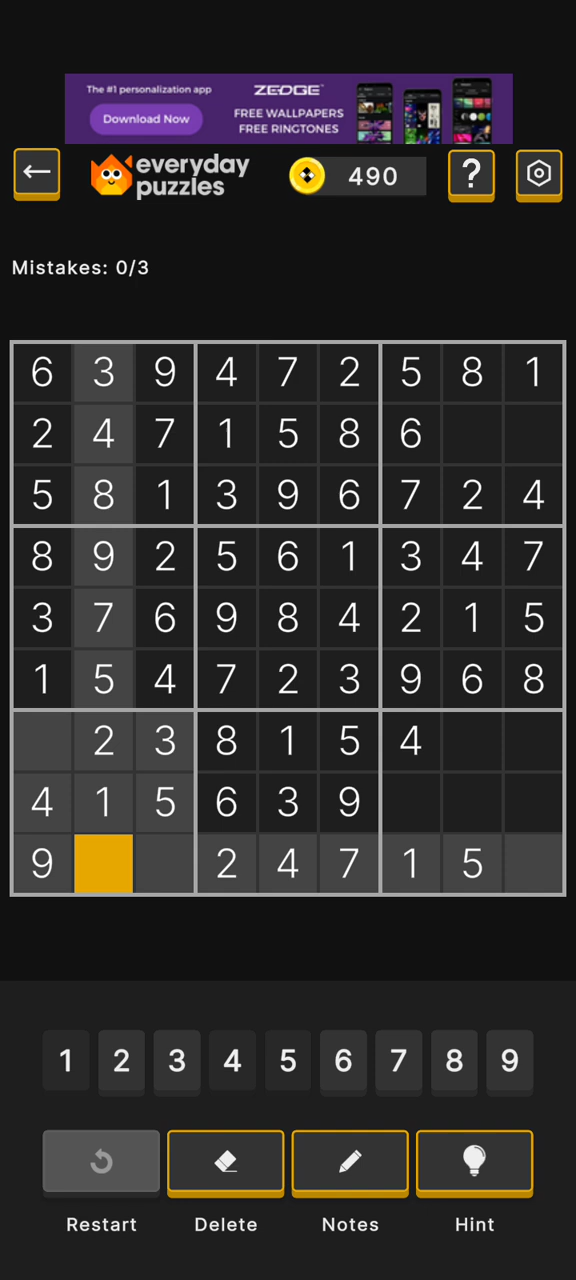 The #1 personalization app
Download Now
ZEDGE
FREE WALLPAPERS
FREE RINGTONES
everyday
puzzles
490
?
Mistakes: 0/3
6 3 9 4 7 2 5 8 1
2 4 7 1 5 8 6
5 8 1 3 9 6 7 2 4
8 9 2 5 6 1 3 4 7
3 7 6 9 8 4 2 1 5
1 5 4 7 2 3 9 6 8
2 3 8 1 5 4
4 1 5 6 3 9
9 2 4 7 1 5
1 2 3 4 5 6 7 8 9
Restart Delete Notes Hint